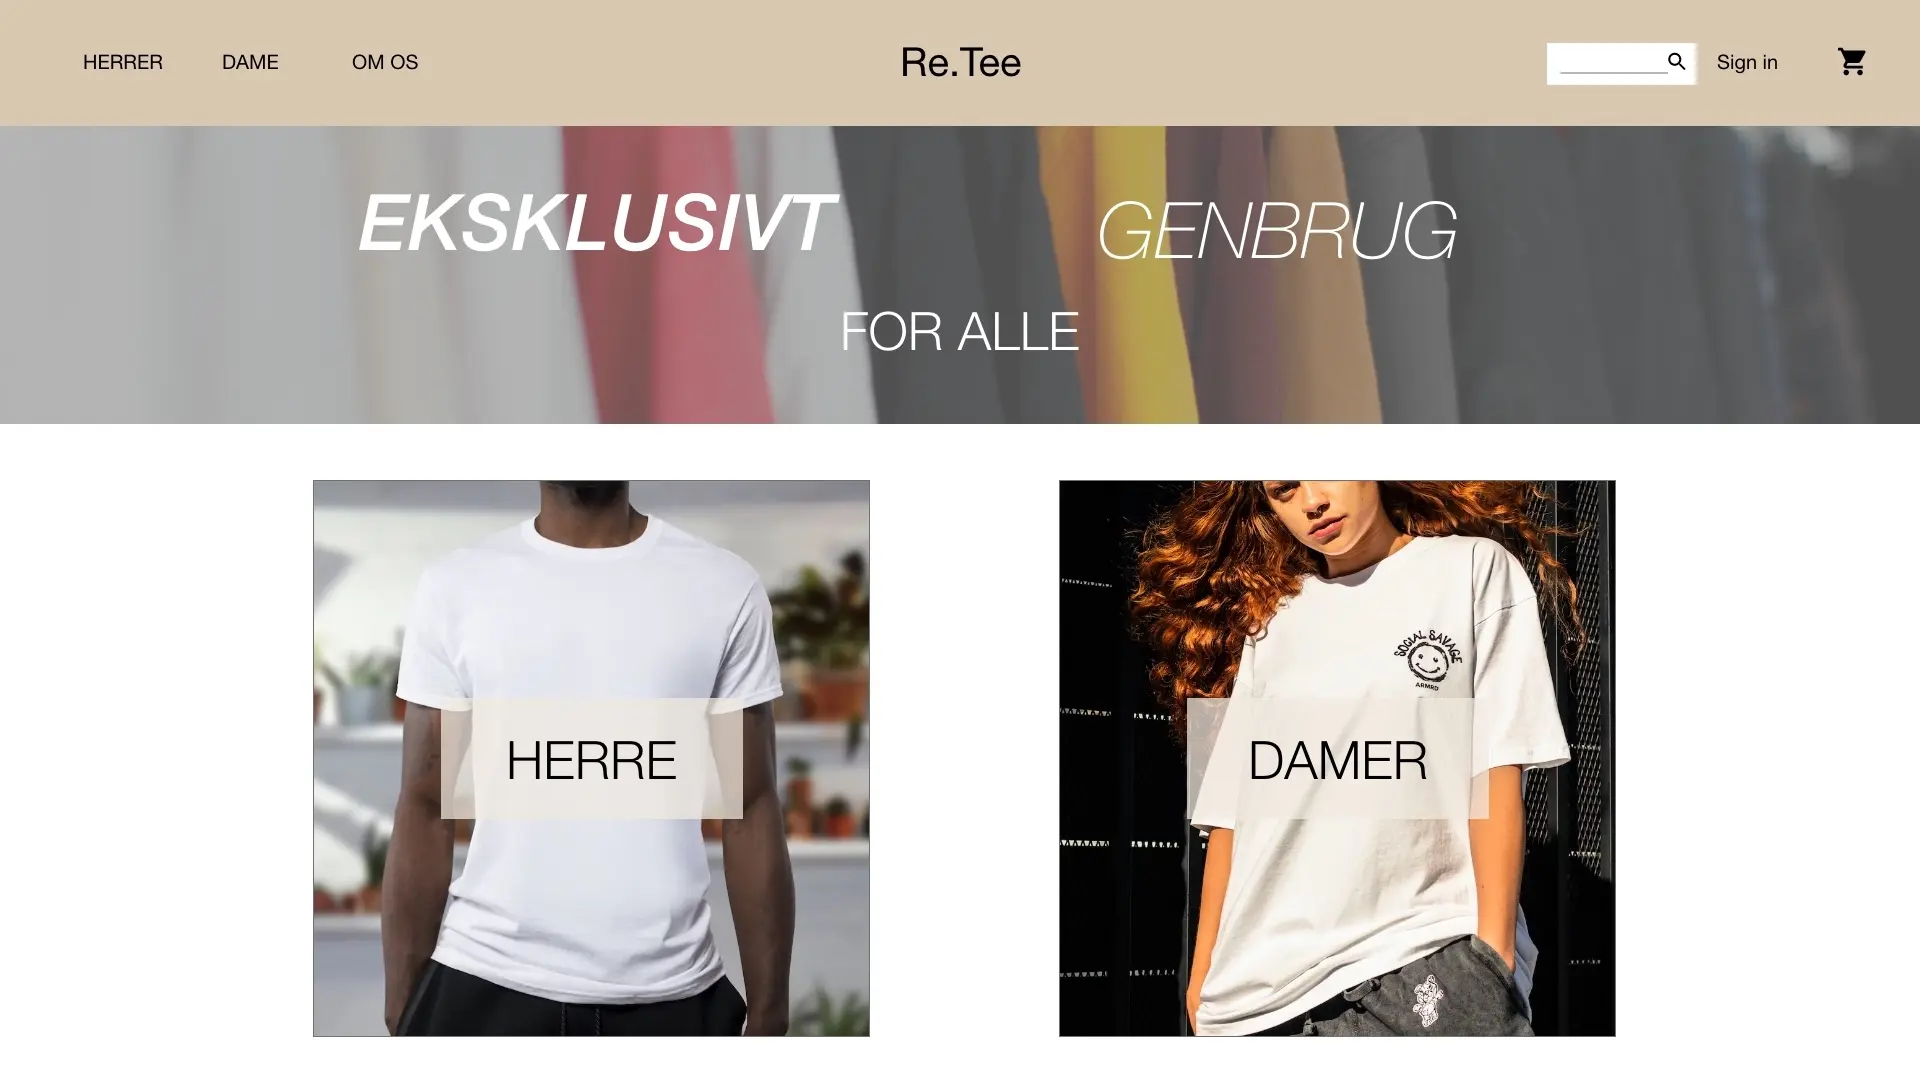 HERRER DAME OM OS Re.Tee Sign in
EKSKLUSIVT GENBRUG
FOR ALLE
SOCIAL SAVAGE
ARMRD
HERRE DAMER